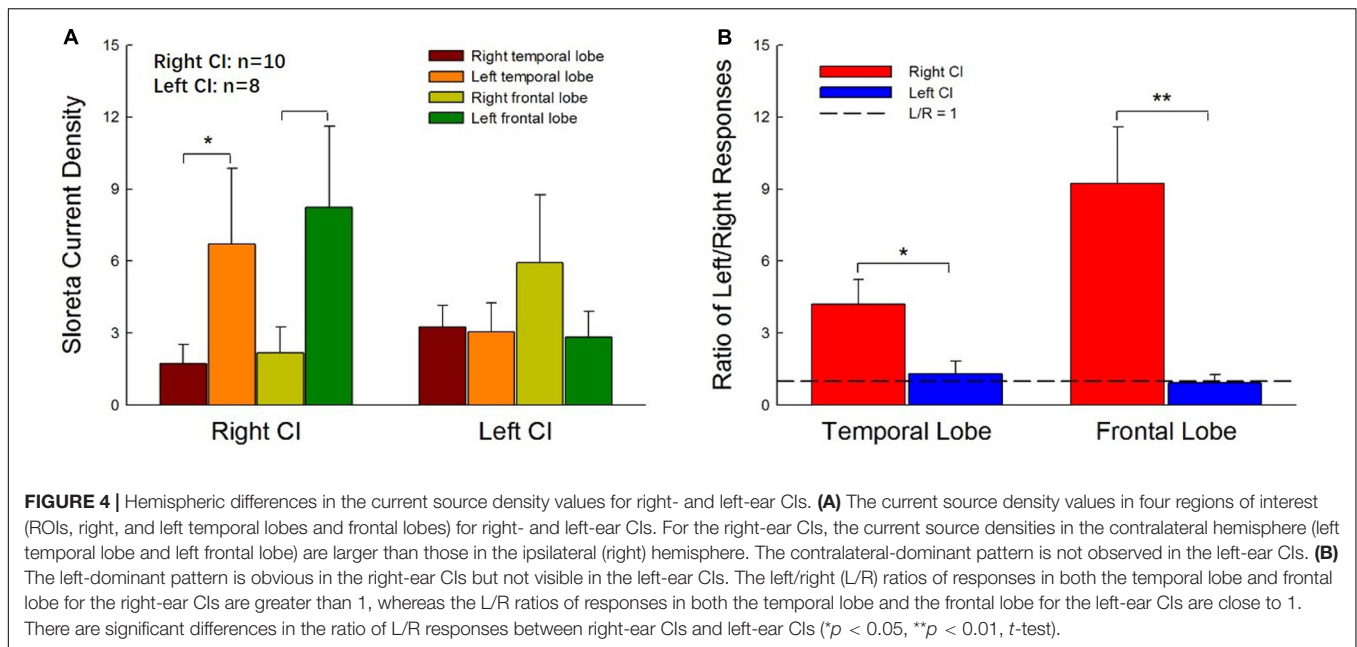 A
15
12
9
6
3
0
Sloreta Current Density
Right CI: n=10
Left CI: n=8
Right temporal lobe
Left temporal lobe
Right frontal lobe
Left frontal lobe
*
Right CI
Left CI
B
15
12
9
6
3
0
Ratio of Left/Right Responses
Right CI
Left CI
L/R = 1
*
**
Temporal Lobe
Frontal Lobe
FIGURE 4 | Hemispheric differences in the current source density values for right- and left-ear CIs. (A) The current source density values in four regions of interest
(ROIs, right, and left temporal lobes and frontal lobes) for right- and left-ear CIs. For the right-ear CIs, the current source densities in the contralateral hemisphere (left
temporal lobe and left frontal lobe) are larger than those in the ipsilateral (right) hemisphere. The contralateral-dominant pattern is not observed in the left-ear CIs. (B)
The left-dominant pattern is obvious in the right-ear CIs but not visible in the left-ear CIs. The left/right (L/R) ratios of responses in both the temporal lobe and frontal
lobe for the right-ear CIs are greater than 1, whereas the L/R ratios of responses in both the temporal lobe and the frontal lobe for the left-ear CIs are close to 1.
There are significant differences in the ratio of L/R responses between right-ear CIs and left-ear CIs (*p < 0.05, **p < 0.01, t-test).